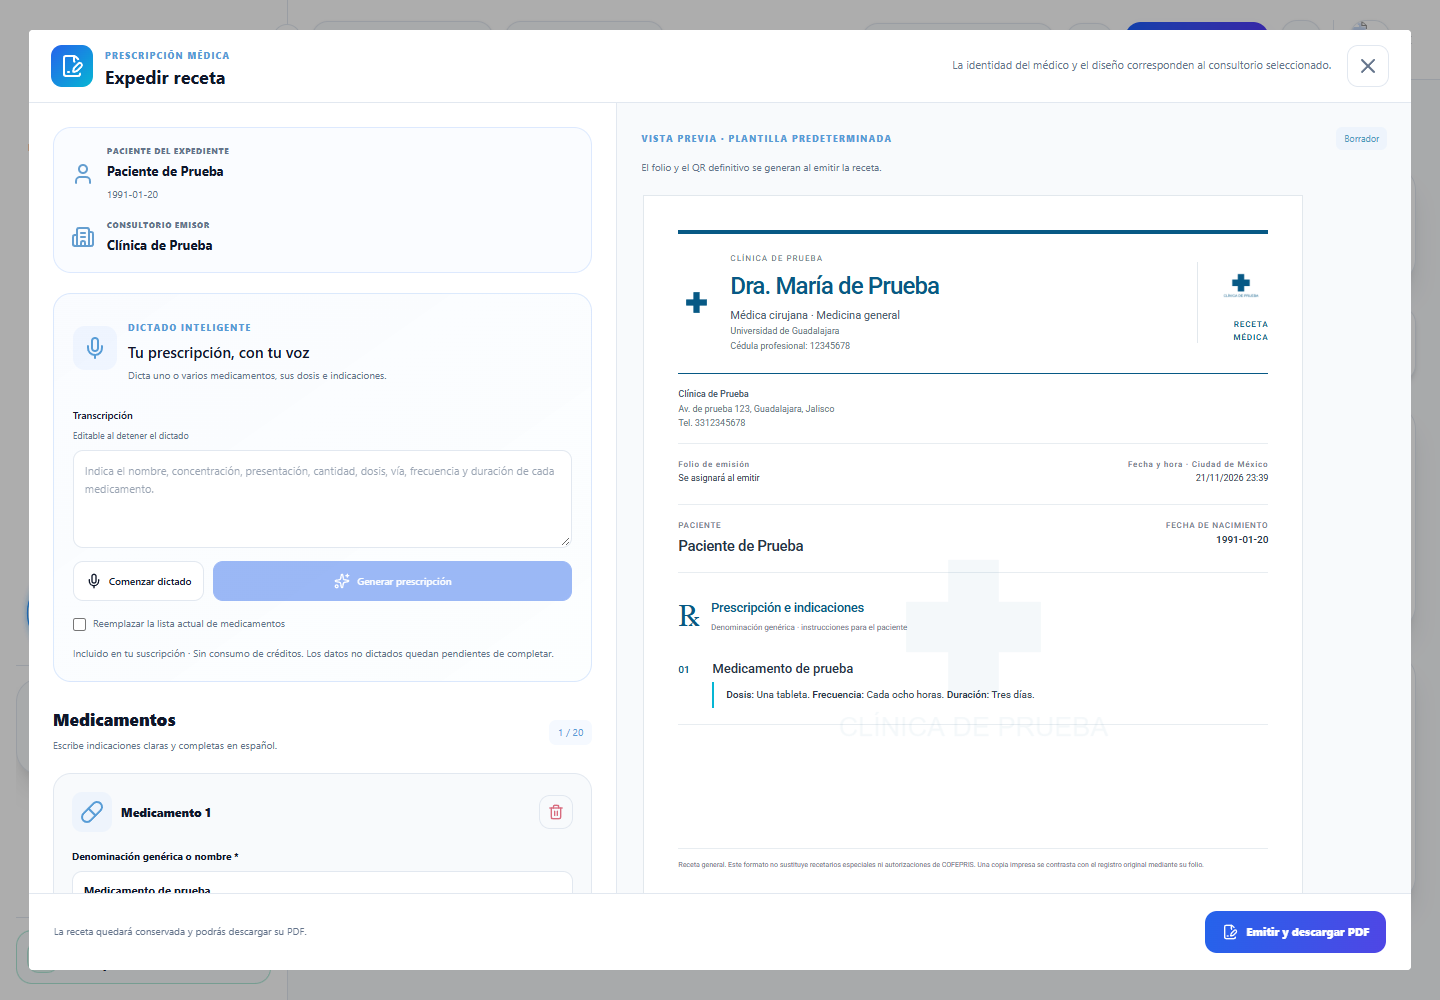 PRESCRIPCIÓN MÉDICA
Expedir receta
La identidad del médico y el diseño corresponden al consultorio seleccionado.
PACIENTE DEL EXPEDIENTE
Paciente de Prueba
1991-01-20
CONSULTORIO EMISOR
Clínica de Prueba
DICTADO INTELIGENTE
Tu prescripción, con tu voz
Dicta uno o varios medicamentos, sus dosis e indicaciones.
Transcripción
Editable al detener el dictado
Indica el nombre, concentración, presentación, cantidad, dosis, vía, frecuencia y duración de cada
medicamento.
Comenzar dictado
Generar prescripción
Reemplazar la lista actual de medicamentos
Incluido en tu suscripción · Sin consumo de créditos. Los datos no dictados quedan pendientes de completar.
Medicamentos
1 / 20
Escribe indicaciones claras y completas en español.
Medicamento 1
Denominación genérica o nombre *
Medicamento de prueba
VISTA PREVIA · PLANTILLA PREDETERMINADA
Borrador
El folio y el QR definitivo se generan al emitir la receta.
CLÍNICA DE PRUEBA
Dra. María de Prueba
Médica cirujana · Medicina general
Universidad de Guadalajara
Cédula profesional: 12345678
CLÍNICA DE PRUEBA
RECETA
MÉDICA
Clínica de Prueba
Av. de prueba 123, Guadalajara, Jalisco
Tel. 3312345678
Folio de emisión
Se asignará al emitir
Fecha y hora · Ciudad de México
21/11/2026 23:39
PACIENTE
Paciente de Prueba
FECHA DE NACIMIENTO
1991-01-20
Rx
Prescripción e indicaciones
Denominación genérica · instrucciones para el paciente
01 Medicamento de prueba
Dosis: Una tableta. Frecuencia: Cada ocho horas. Duración: Tres días.
CLÍNICA DE PRUEBA
Receta general. Este formato no sustituye recetarios especiales ni autorizaciones de COFEPRIS. Una copia impresa se contrasta con el registro original mediante su folio.
La receta quedará conservada y podrás descargar su PDF.
Emitir y descargar PDF